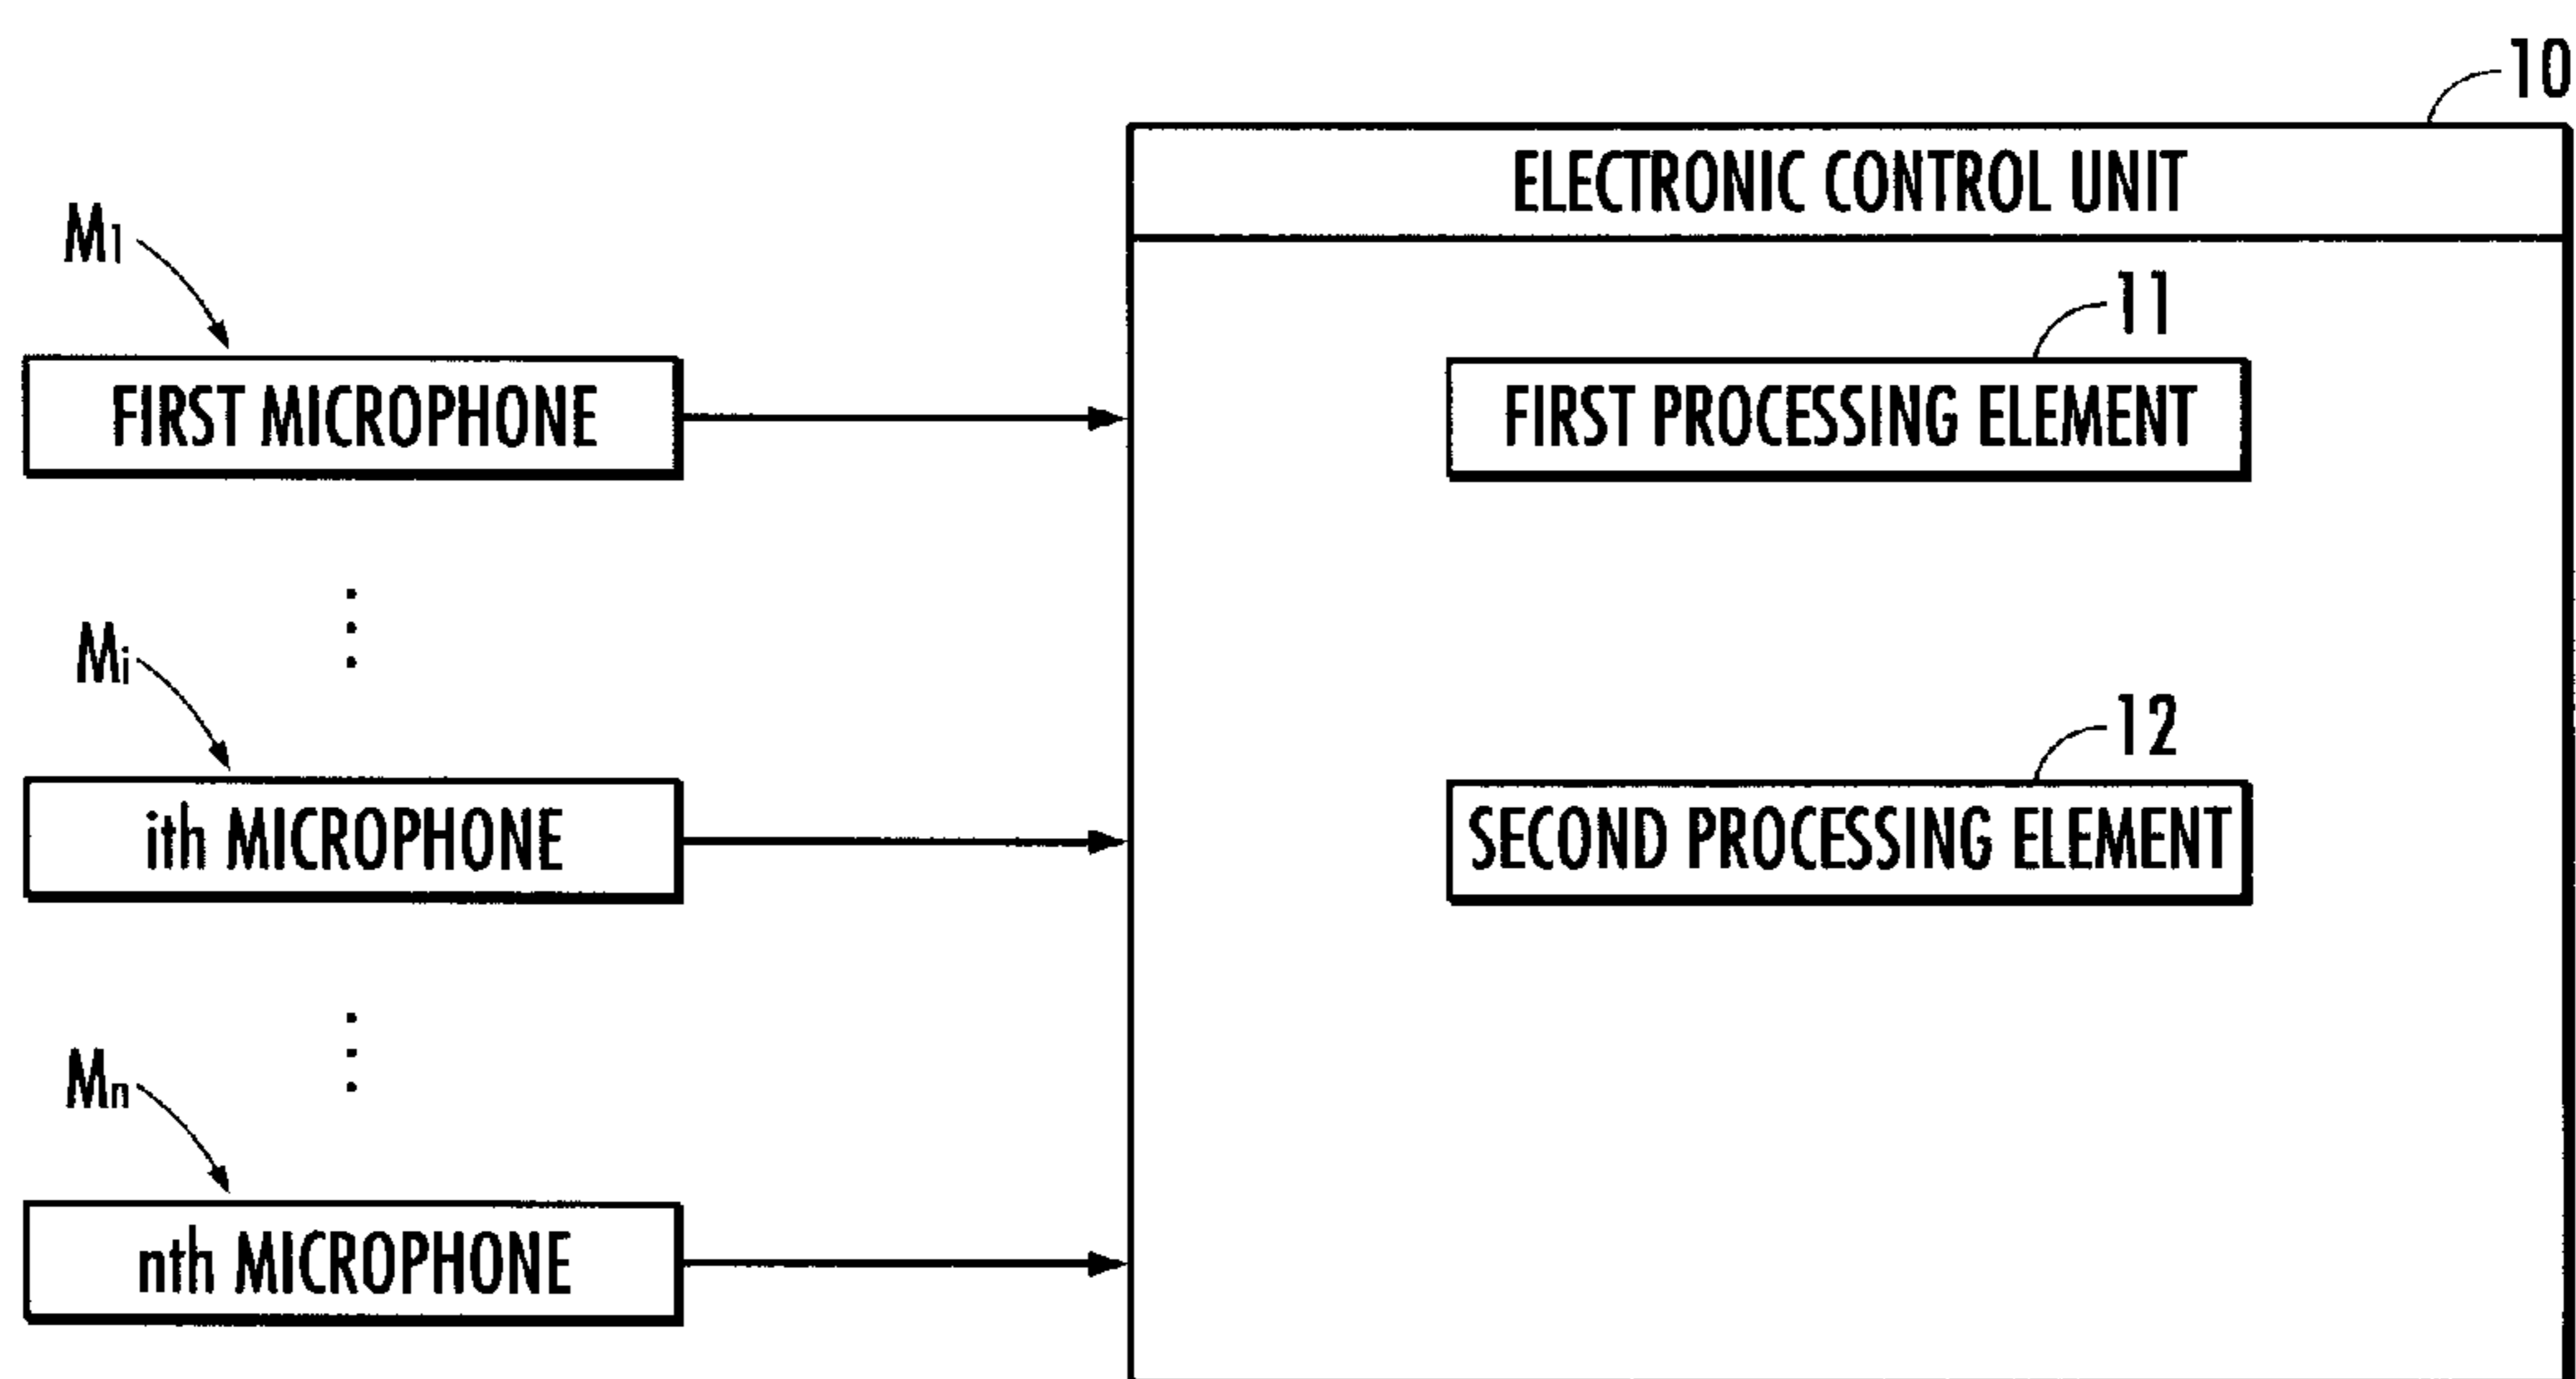 10
ELECTRONIC CONTROL UNIT
M1
11
FIRST MICROPHONE
FIRST PROCESSING ELEMENT
Mi
12
ith MICROPHONE
SECOND PROCESSING ELEMENT
Mn
nth MICROPHONE